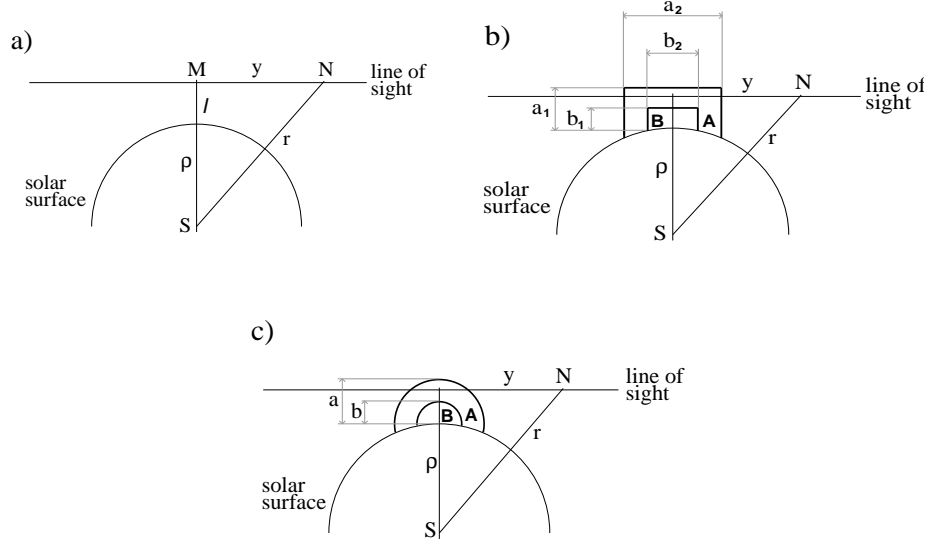 a)
M y N line of
sight
l
ρ r
solar
surface
S
b)
a₂
b₂
y N line of
sight
a₁ b₁ B A
ρ r
solar
surface
S
c)
y N line of
sight
a b B A
r
ρ
solar
surface
S